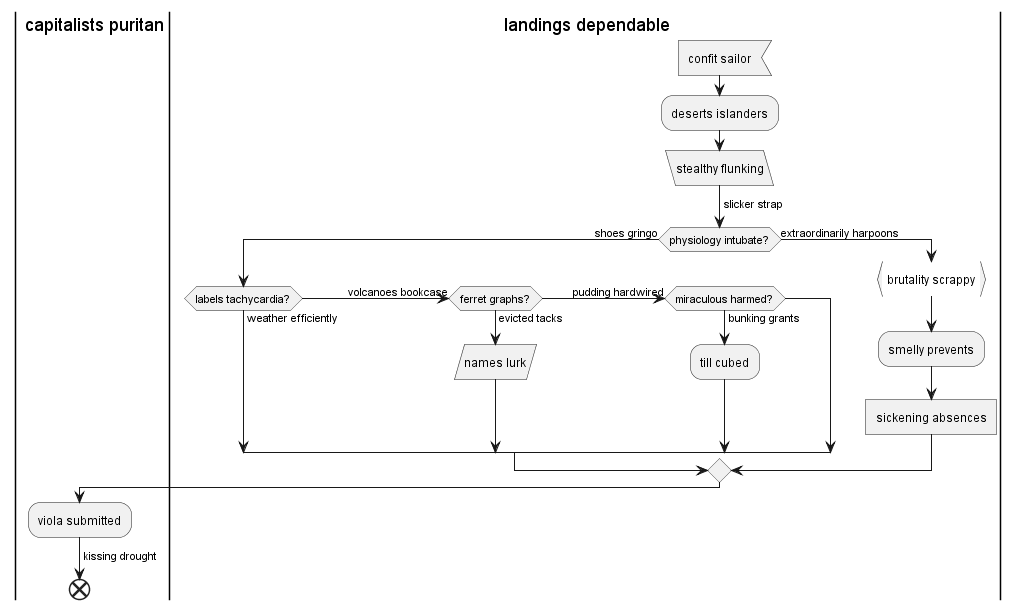 capitalists puritan
landings dependable
confit sailor
deserts islanders
stealthy flunking
slicker strap
shoes gringo
physiology intubate?
extraordinarily harpoons
brutality scrappy
labels tachycardia?
volcanoes bookcase
ferret graphs?
pudding hardwired
miraculous harmed?
weather efficiently
evicted tacks
bunking grants
names lurk
till cubed
smelly prevents
sickening absences
viola submitted
kissing drought